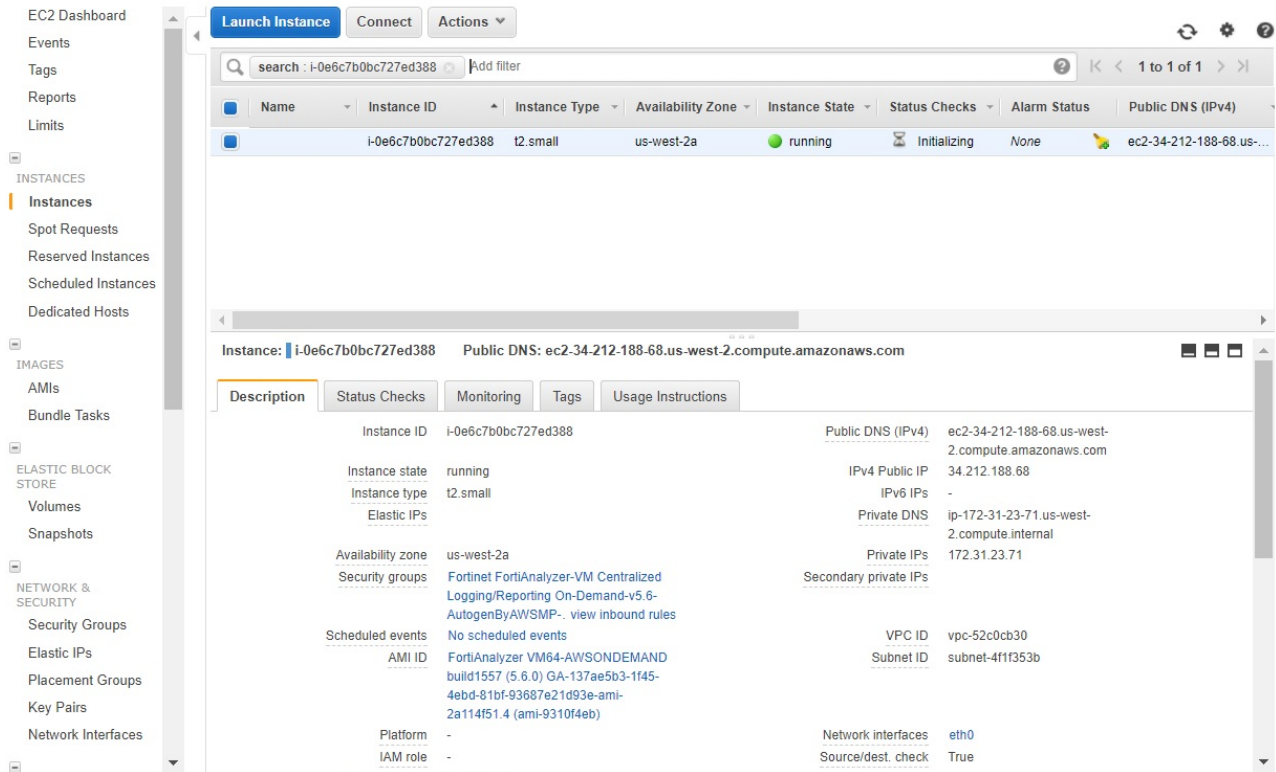 EC2 Dashboard
Events
Tags
Reports
Limits
INSTANCES
Instances
Spot Requests
Reserved Instances
Scheduled Instances
Dedicated Hosts
IMAGES
AMIs
Bundle Tasks
ELASTIC BLOCK
STORE
Volumes
Snapshots
NETWORK &
SECURITY
Security Groups
Elastic IPs
Placement Groups
Key Pairs
Network Interfaces
Launch Instance Connect Actions
search : i-0e6c7b0bc727ed388 Add filter 1 to 1 of 1
Name Instance ID Instance Type Availability Zone Instance State Status Checks Alarm Status Public DNS (IPv4)
i-0e6c7b0bc727ed388 t2.small us-west-2a running Initializing None ec2-34-212-188-68.us-...
Instance: i-0e6c7b0bc727ed388 Public DNS: ec2-34-212-188-68.us-west-2.compute.amazonaws.com
Description Status Checks Monitoring Tags Usage Instructions
Instance ID i-0e6c7b0bc727ed388
Instance state running
Instance type t2.small
Elastic IPs
Availability zone us-west-2a
Security groups Fortinet FortiAnalyzer-VM Centralized
Logging/Reporting On-Demand-v5.6-
AutogenByAWSMP-. view inbound rules
Scheduled events No scheduled events
AMI ID FortiAnalyzer VM64-AWSONDEMAND
build1557 (5.6.0) GA-137ae5b3-1f45-
4ebd-81bf-93687e21d93e-ami-
2a114f51.4 (ami-9310f4eb)
Platform -
IAM role -
Public DNS (IPv4) ec2-34-212-188-68.us-west-
2.compute.amazonaws.com
IPv4 Public IP 34.212.188.68
IPv6 IPs -
Private DNS ip-172-31-23-71.us-west-
2.compute.internal
Private IPs 172.31.23.71
Secondary private IPs
VPC ID vpc-52c0cb30
Subnet ID subnet-4f1f353b
Network interfaces eth0
Source/dest. check True